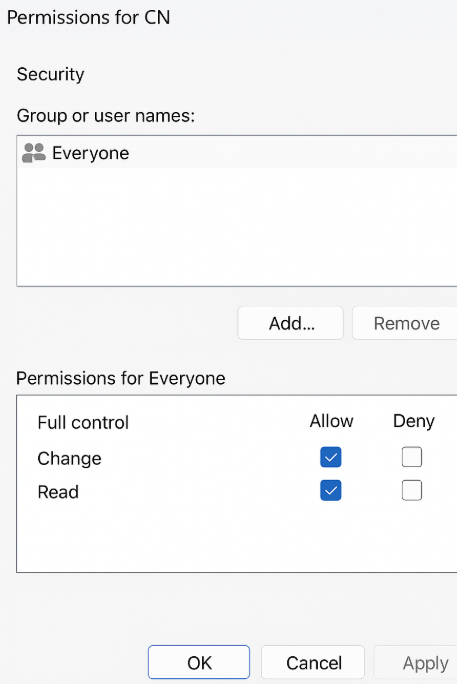 Permissions for CN
Security
Group or user names:
Everyone
Add... Remove
Permissions for Everyone
Full control Allow Deny
Change
Read
OK Cancel Apply